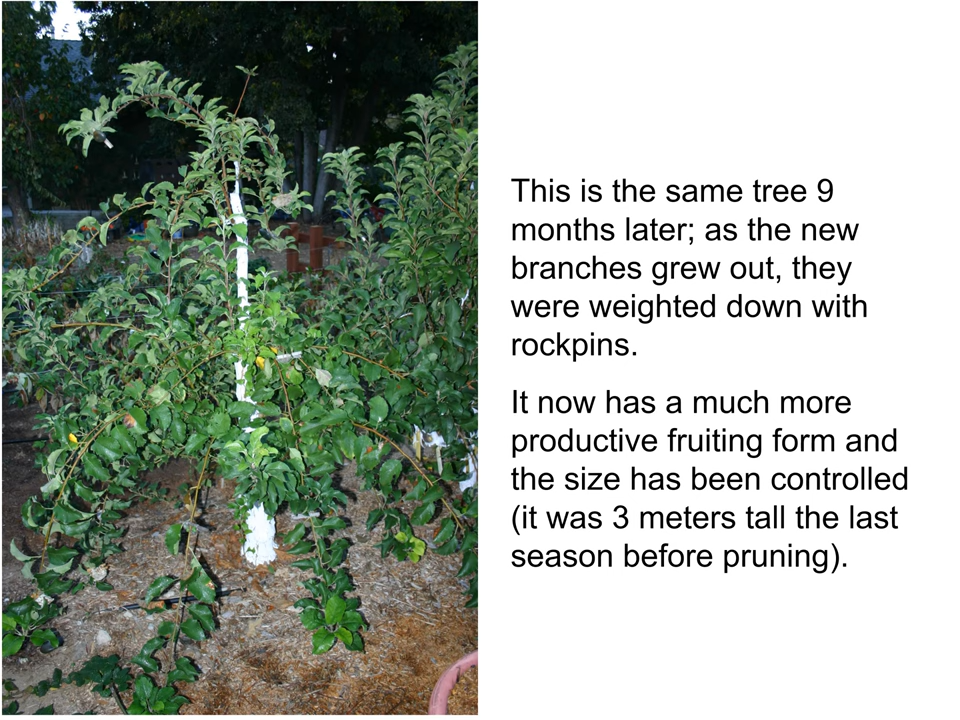 This is the same tree 9
months later; as the new
branches grew out, they
were weighted down with
rockpins.
It now has a much more
productive fruiting form and
the size has been controlled
(it was 3 meters tall the last
season before pruning).